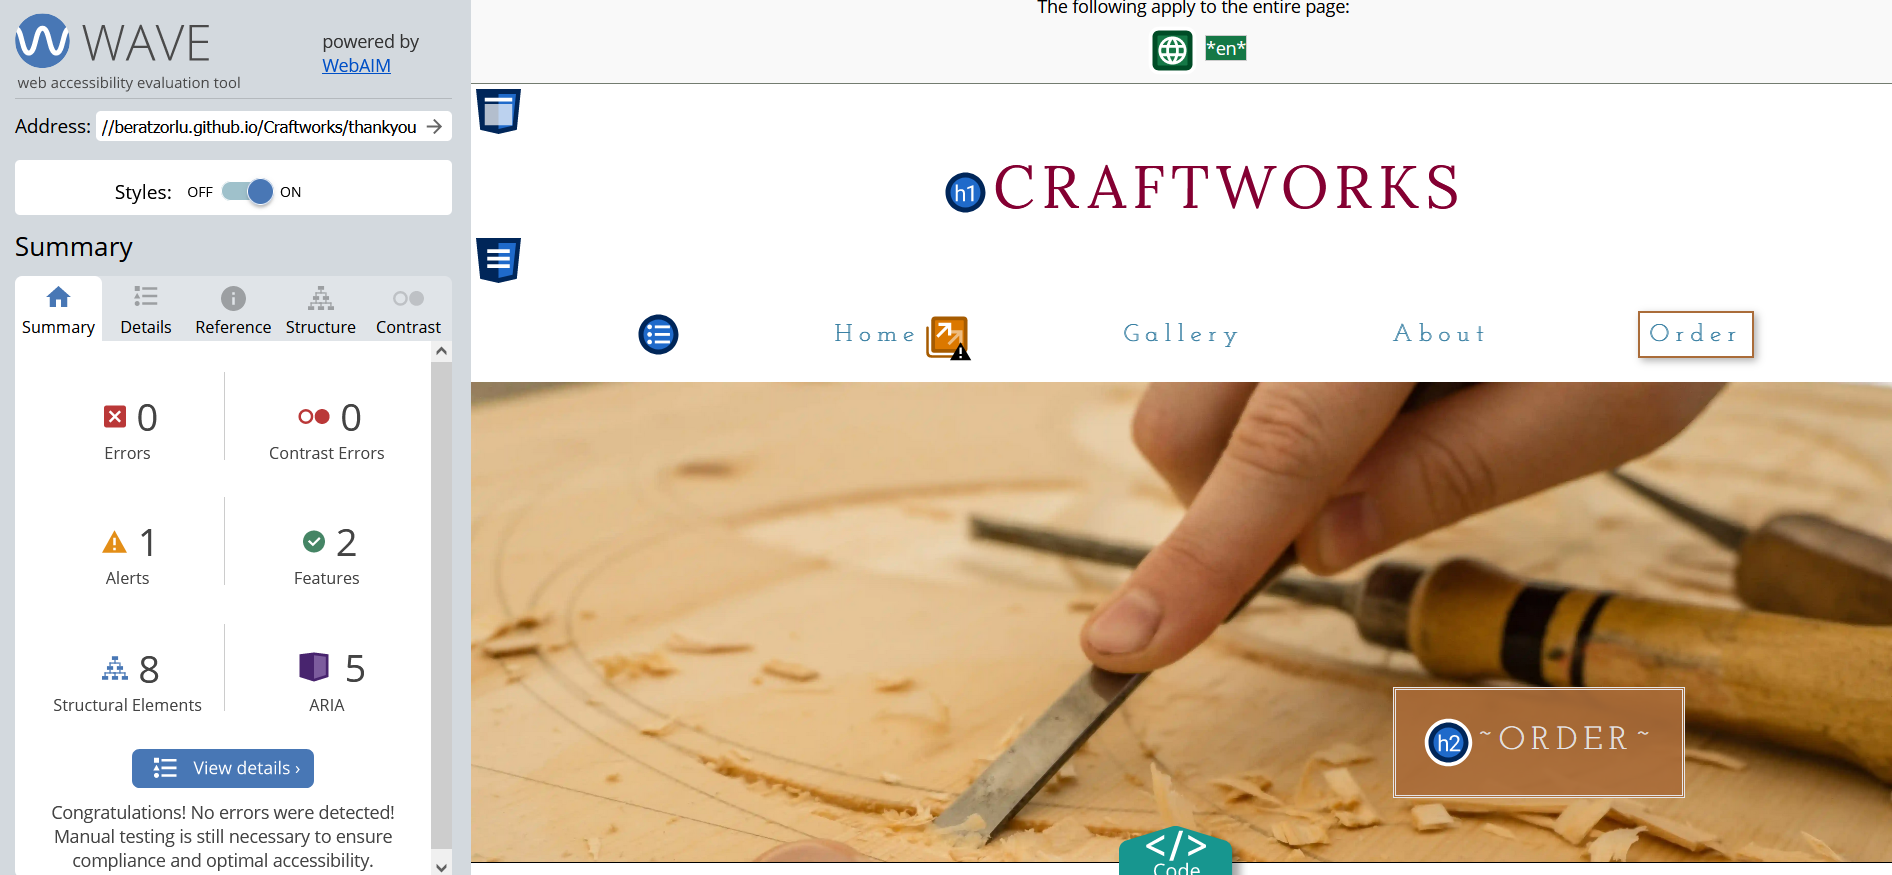 WAVE
web accessibility evaluation tool
powered by
WebAIM
Address: //beratzorlu.github.io/Craftworks/thankyou
Styles: OFF ON
Summary
Summary Details Reference Structure Contrast
0 0
Errors Contrast Errors
1 2
Alerts Features
8 5
Structural Elements ARIA
View details ›
Congratulations! No errors were detected!
Manual testing is still necessary to ensure
compliance and optimal accessibility.
The following apply to the entire page:
*en*
h1 CRAFTWORKS
Home Gallery About Order
h2 ~ORDER~
</> 
Code